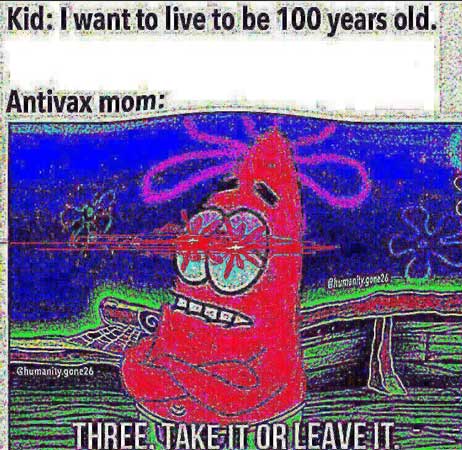 Kid: I want to live to be 100 years old.
Antivax mom:
@humanity.gone26
@humanity.gone26
THREE, TAKE IT OR LEAVE IT.